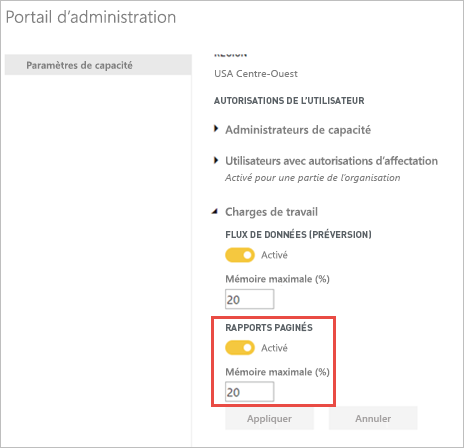 Portail d'administration
Paramètres de capacité
RÉGION
USA Centre-Ouest
AUTORISATIONS DE L'UTILISATEUR
Administrateurs de capacité
Utilisateurs avec autorisations d'affectation
Activé pour une partie de l'organisation
Charges de travail
FLUX DE DONNÉES (PRÉVERSION)
Activé
Mémoire maximale (%)
20
RAPPORTS PAGINÉS
Activé
Mémoire maximale (%)
20
Appliquer Annuler